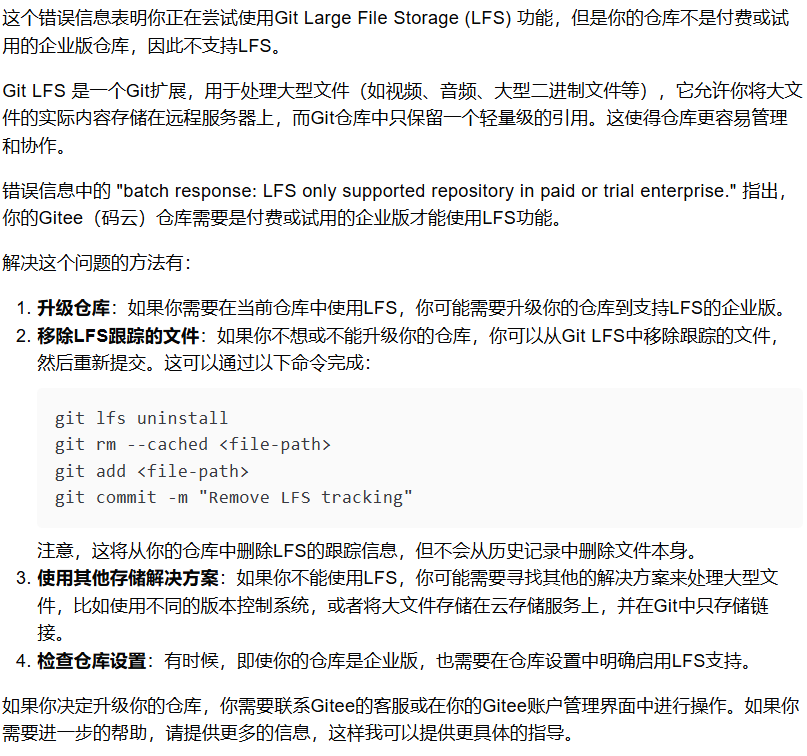 这个错误信息表明你正在尝试使用Git Large File Storage (LFS) 功能，但是你的仓库不是付费或试
用的企业版仓库，因此不支持LFS。
Git LFS 是一个Git扩展，用于处理大型文件（如视频、音频、大型二进制文件等），它允许你将大文
件的实际内容存储在远程服务器上，而Git仓库中只保留一个轻量级的引用。这使得仓库更容易管理
和协作。
错误信息中的 "batch response: LFS only supported repository in paid or trial enterprise." 指出，
你的Gitee（码云）仓库需要是付费或试用的企业版才能使用LFS功能。
解决这个问题的方法有：
1. 升级仓库：如果你需要在当前仓库中使用LFS，你可能需要升级你的仓库到支持LFS的企业版。
2. 移除LFS跟踪的文件：如果你不想或不能升级你的仓库，你可以从Git LFS中移除跟踪的文件，
然后重新提交。这可以通过以下命令完成：
git lfs uninstall
git rm --cached <file-path>
git add <file-path>
git commit -m "Remove LFS tracking"
注意，这将从你的仓库中删除LFS的跟踪信息，但不会从历史记录中删除文件本身。
3. 使用其他存储解决方案：如果你不能使用LFS，你可能需要寻找其他的解决方案来处理大型文
件，比如使用不同的版本控制系统，或者将大文件存储在云存储服务上，并在Git中只存储链
接。
4. 检查仓库设置：有时候，即使你的仓库是企业版，也需要在仓库设置中明确启用LFS支持。
如果你决定升级你的仓库，你需要联系Gitee的客服或在你的Gitee账户管理界面中进行操作。如果你
需要进一步的帮助，请提供更多的信息，这样我可以提供更具体的指导。